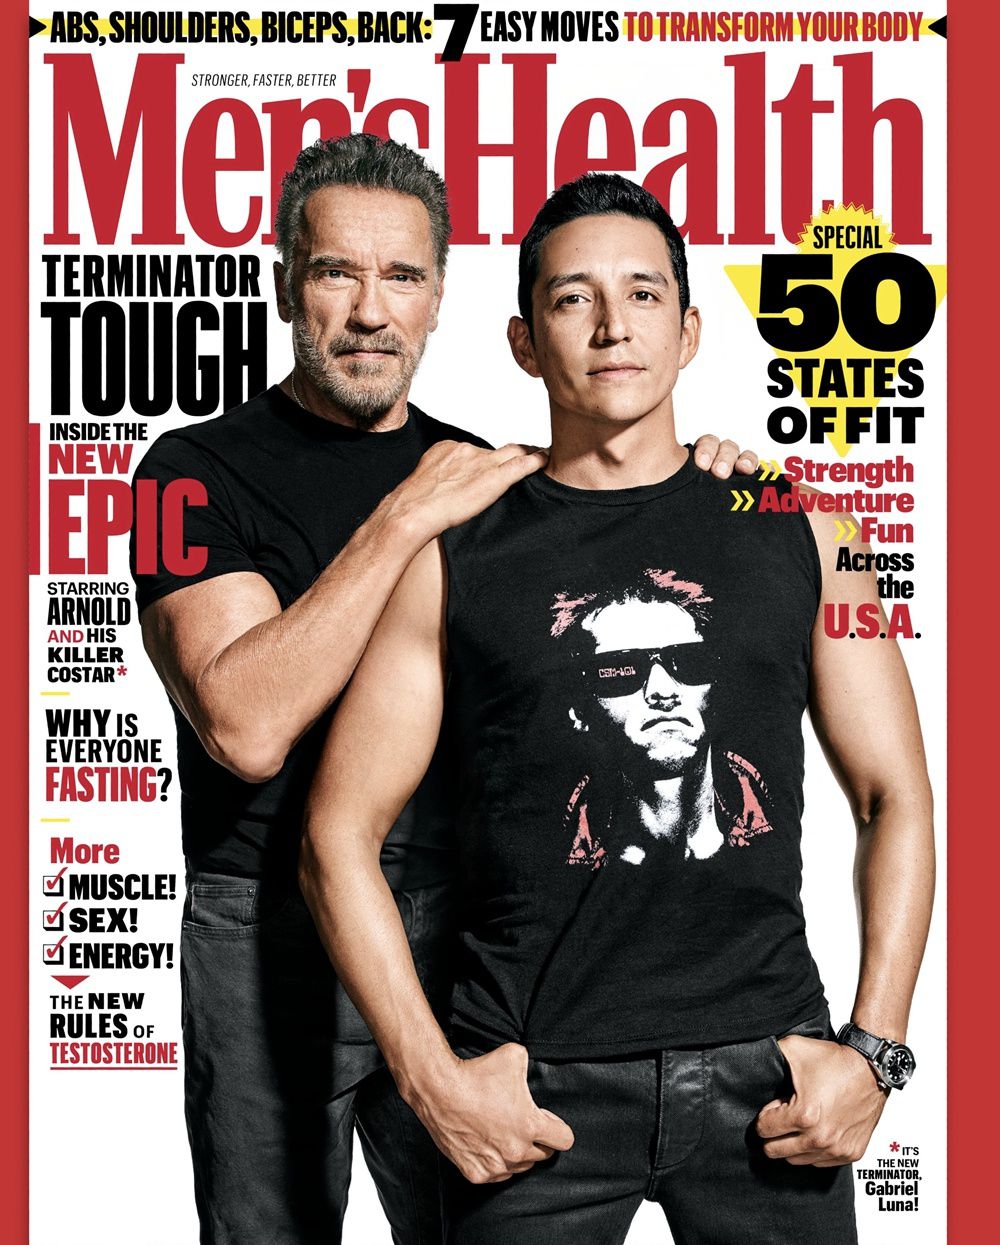 ABS, SHOULDERS, BICEPS, BACK: 7 EASY MOVES TO TRANSFORM YOUR BODY
STRONGER, FASTER, BETTER
Men'sHealth
TERMINATOR
TOUGH
INSIDE THE
NEW
EPIC
STARRING
ARNOLD
AND HIS
KILLER
COSTAR*
WHY IS
EVERYONE
FASTING?
More
MUSCLE!
SEX!
ENERGY!
THE NEW
RULES OF
TESTOSTERONE
SPECIAL
50
STATES
OF FIT
Strength
Adventure
Fun
Across
the
U.S.A.
CSM-101
* IT'S
THE NEW
TERMINATOR,
Gabriel
Luna!